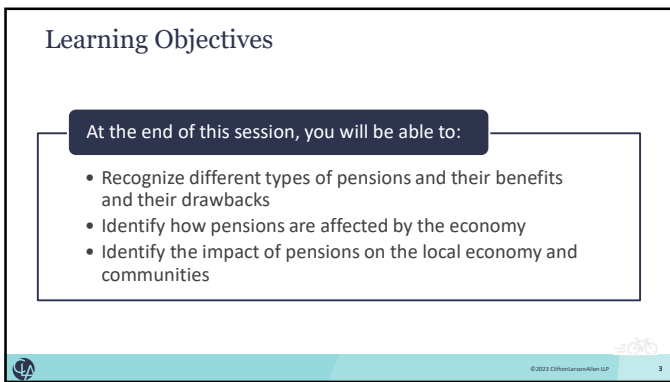 Learning Objectives
At the end of this session, you will be able to:
• Recognize different types of pensions and their benefits
and their drawbacks
• Identify how pensions are affected by the economy
• Identify the impact of pensions on the local economy and
communities
CLA
©2023 CliftonLarsonAllen LLP
3